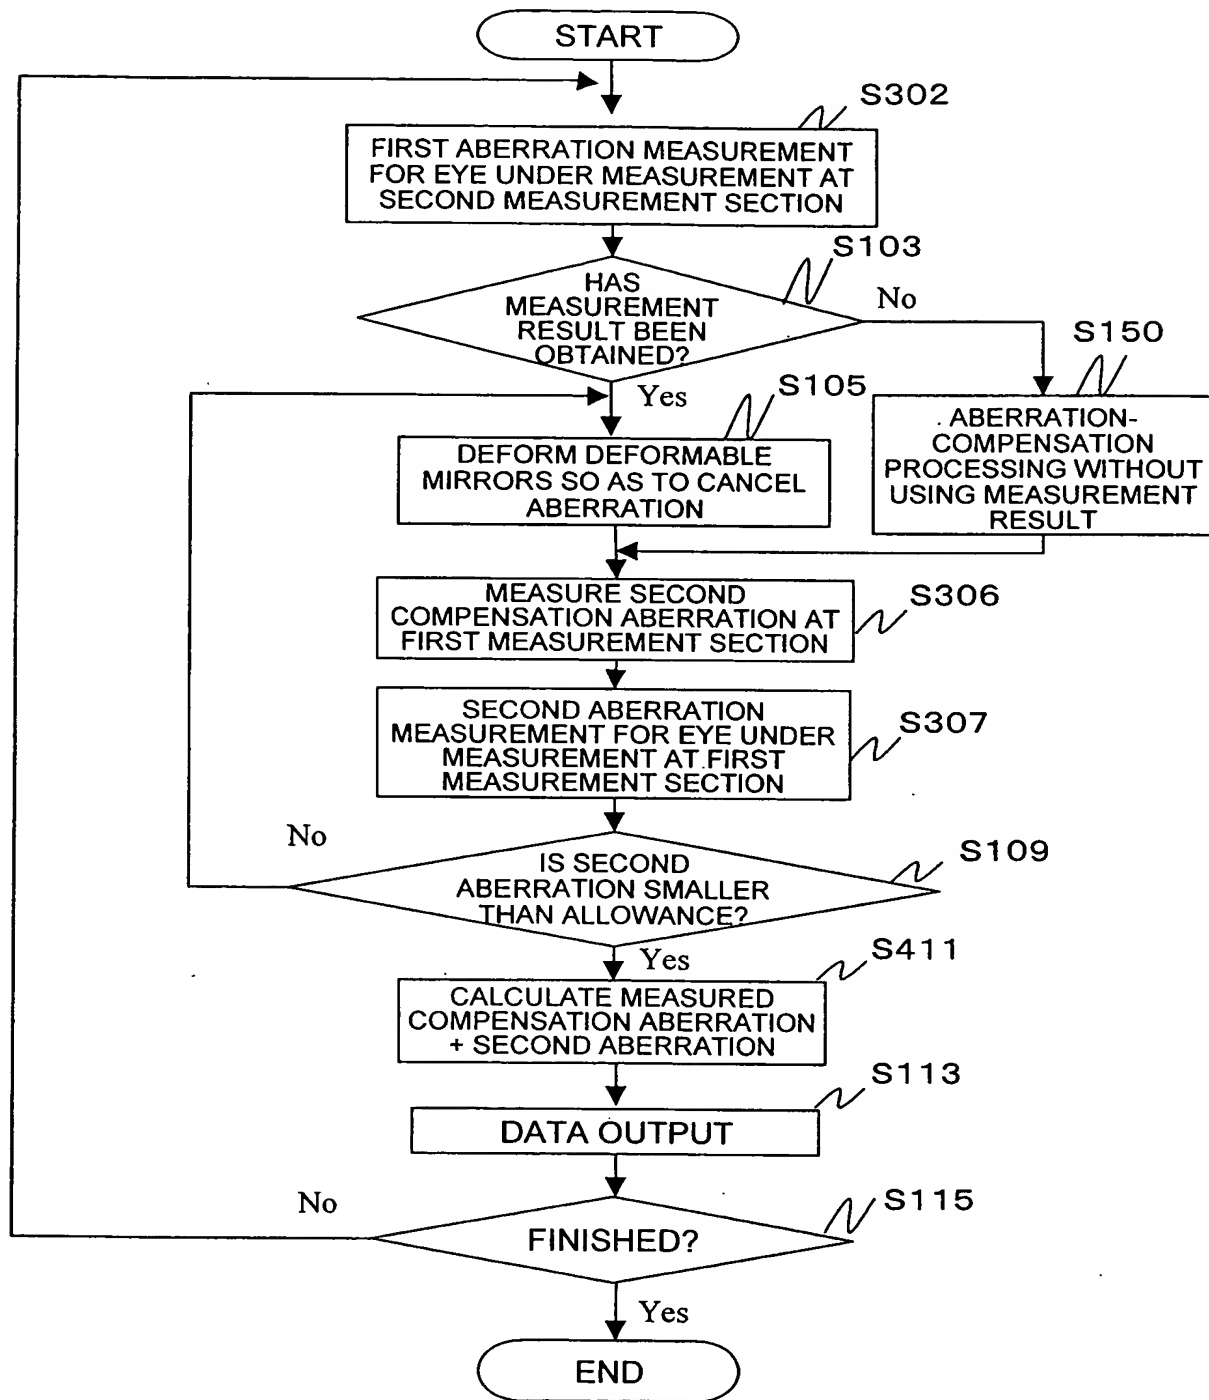 START
S302
FIRST ABERRATION MEASUREMENT
FOR EYE UNDER MEASUREMENT AT
SECOND MEASUREMENT SECTION
S103
HAS
MEASUREMENT
RESULT BEEN
OBTAINED?
No
Yes
S150
ABERRATION-
COMPENSATION
PROCESSING WITHOUT
USING MEASUREMENT
RESULT
S105
DEFORM DEFORMABLE
MIRRORS SO AS TO CANCEL
ABERRATION
S306
MEASURE SECOND
COMPENSATION ABERRATION AT
FIRST MEASUREMENT SECTION
S307
SECOND ABERRATION
MEASUREMENT FOR EYE UNDER
MEASUREMENT AT FIRST
MEASUREMENT SECTION
No
S109
IS SECOND
ABERRATION SMALLER
THAN ALLOWANCE?
Yes
S411
CALCULATE MEASURED
COMPENSATION ABERRATION
+ SECOND ABERRATION
S113
DATA OUTPUT
No
S115
FINISHED?
Yes
END